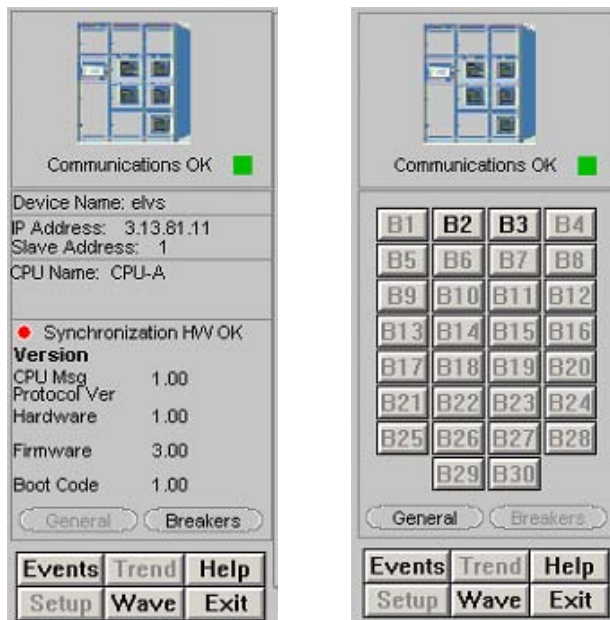 Communications OK
Device Name: elvs
IP Address: 3.13.81.11
Slave Address: 1
CPU Name: CPU-A
Synchronization HW OK
Version
CPU Msg 1.00
Protocol Ver
Hardware 1.00
Firmware 3.00
Boot Code 1.00
General Breakers
Events Trend Help
Setup Wave Exit
Communications OK
B1 B2 B3 B4
B5 B6 B7 B8
B9 B10 B11 B12
B13 B14 B15 B16
B17 B18 B19 B20
B21 B22 B23 B24
B25 B26 B27 B28
B29 B30
General Breakers
Events Trend Help
Setup Wave Exit